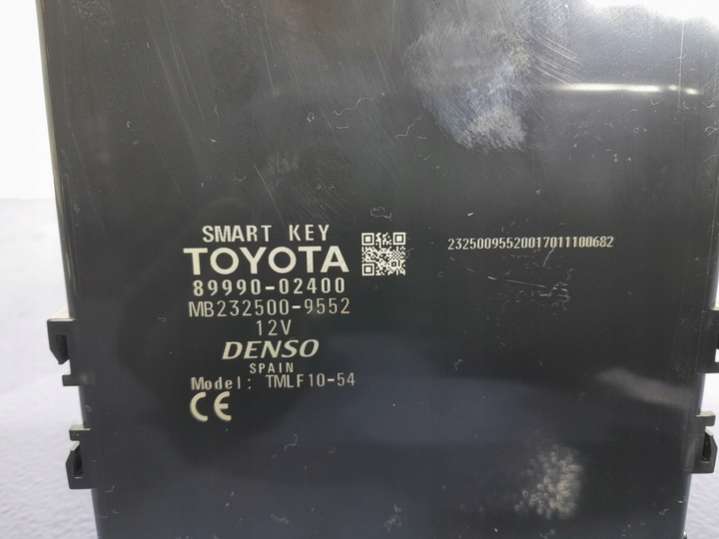 SMART KEY
TOYOTA
89990-02400
MB232500-9552
12V
DENSO
SPAIN
Model: TMLF10-54
CE
23250095520017011100682